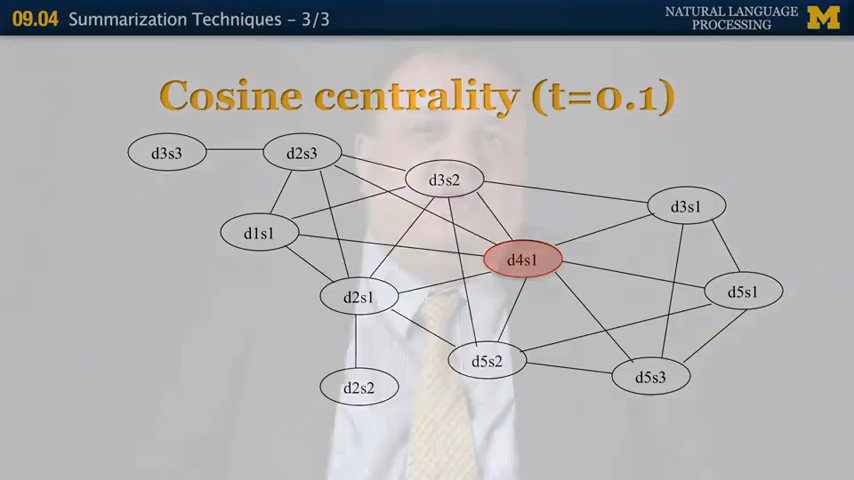 09.04 Summarization Techniques – 3/3
NATURAL LANGUAGE
PROCESSING
M
Cosine centrality (t=0.1)
d3s3
d2s3
d3s2
d3s1
d1s1
d4s1
d2s1
d5s1
d5s2
d5s3
d2s2